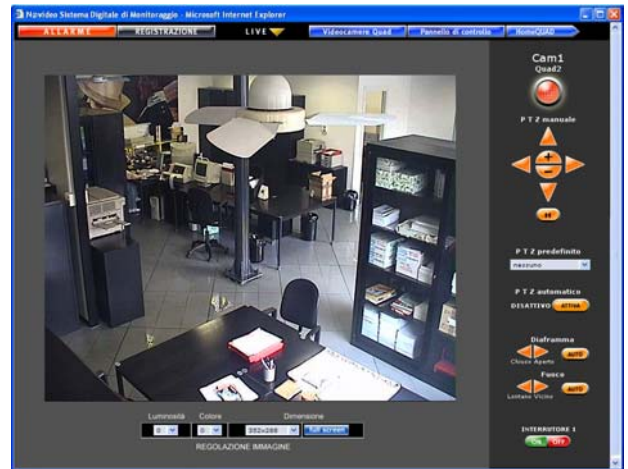 Navideo Sistema Digitale di Monitoraggio - Microsoft Internet Explorer
ALLARME
REGISTRAZIONE
LIVE
Videocamere Quad
Pannello di controllo
HomeQUAD
Cam1
Quad2
P T Z manuale
+
−
H
P T Z predefinito
nessuno
P T Z automatico
DISATTIVO ATTIVA
Diaframma
AUTO
Chiuso Aperto
Fuoco
AUTO
Lontano Vicino
INTERRUTTORE 1
On OFF
Luminosità Colore Dimensione
0 0 352x288 full screen
REGOLAZIONE IMMAGINE